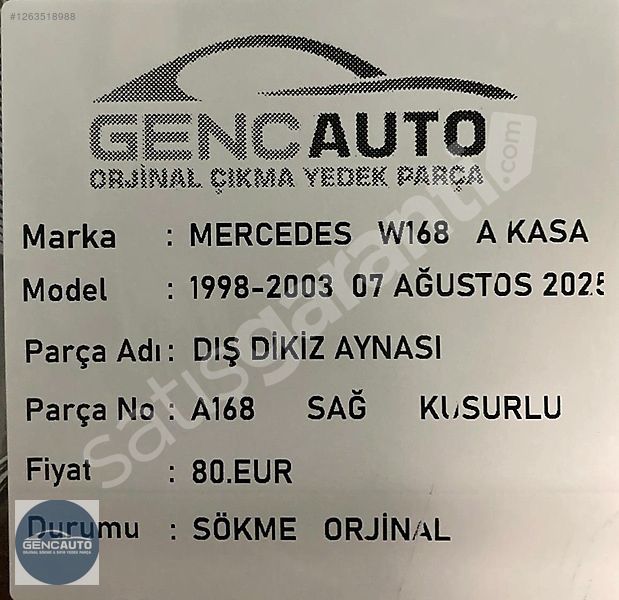 #1263518988
GENCAUTO
ORJİNAL ÇIKMA YEDEK PARÇA
Marka : MERCEDES W168 A KASA
Model : 1998-2003 07 AĞUSTOS 2025
Parça Adı : DIŞ DİKİZ AYNASI
Parça No : A168 SAĞ KUSURLU
Fiyat : 80.EUR
Durumu : SÖKME ORJİNAL
satışgaranti.com
GENCAUTO